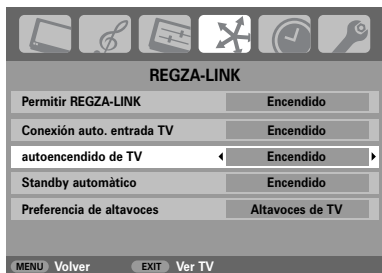 REGZA-LINK
Permitir REGZA-LINK Encendido
Conexión auto. entrada TV Encendido
autoencendido de TV Encendido
Standby automàtico Encendido
Preferencia de altavoces Altavoces de TV
MENU Volver EXIT Ver TV